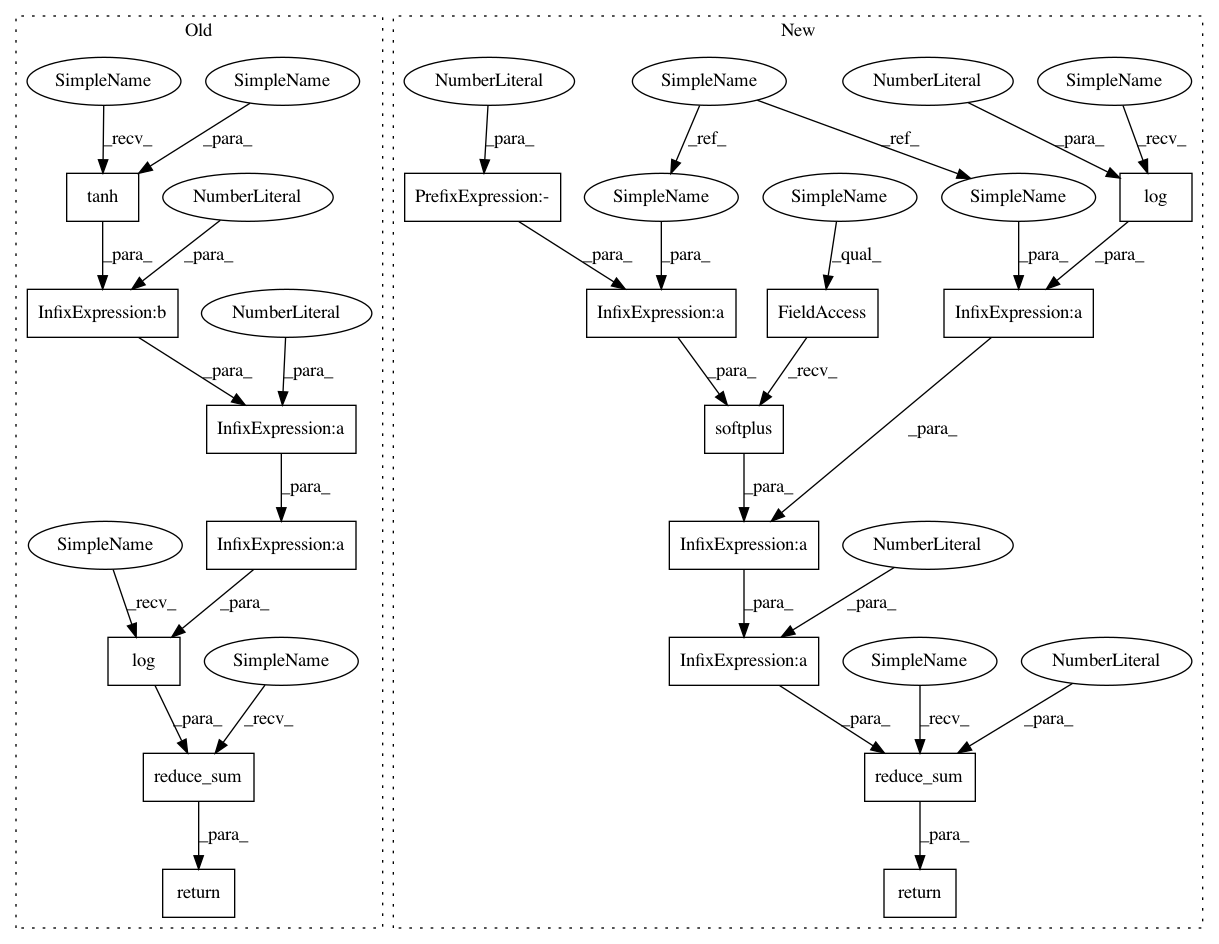 Old
New
SimpleName
SimpleName
NumberLiteral
SimpleName
NumberLiteral
SimpleName
_recv_
_para_
_para_
_ref_
_ref_
_para_
_recv_
tanh
NumberLiteral
PrefixExpression:-
SimpleName
SimpleName
SimpleName
log
_para_
_para_
_para_
_para_
_qual_
_para_
_para_
InfixExpression:b
NumberLiteral
InfixExpression:a
FieldAccess
InfixExpression:a
_para_
_para_
_para_
_recv_
InfixExpression:a
softplus
_para_
_para_
_para_
SimpleName
InfixExpression:a
InfixExpression:a
NumberLiteral
_recv_
_para_
_para_
_para_
log
SimpleName
InfixExpression:a
SimpleName
NumberLiteral
_para_
_recv_
_para_
_recv_
_para_
reduce_sum
reduce_sum
_para_
_para_
return
return